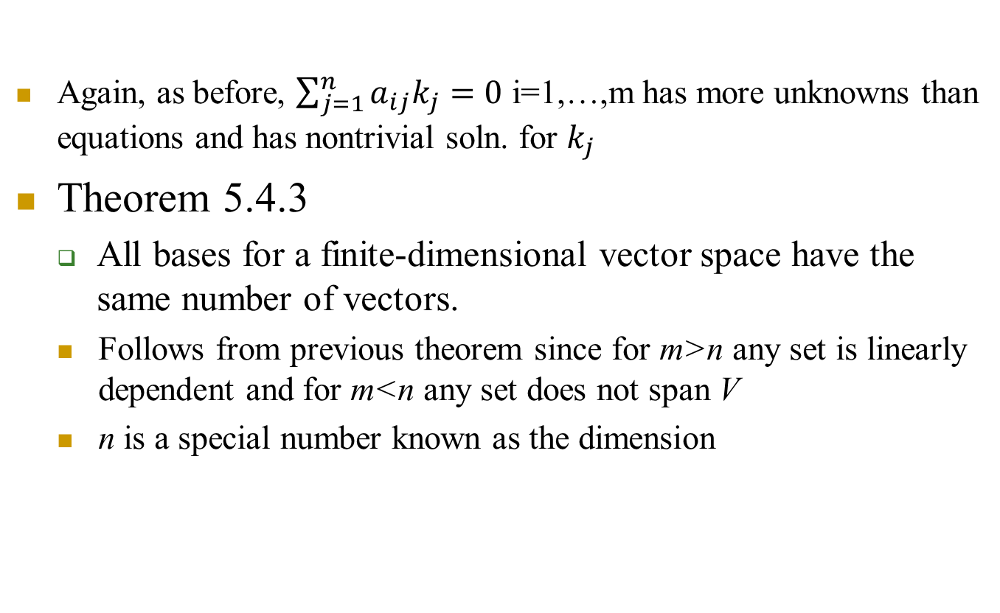 Again, as before, $\sum_{j=1}^{n} a_{ij}k_j = 0$ i=1,…,m has more unknowns than
equations and has nontrivial soln. for $k_j$
Theorem 5.4.3
All bases for a finite-dimensional vector space have the
same number of vectors.
Follows from previous theorem since for m>n any set is linearly
dependent and for m<n any set does not span V
n is a special number known as the dimension